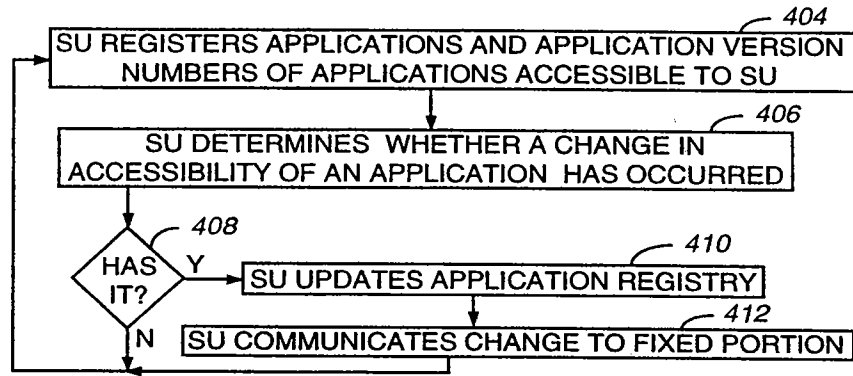 404
SU REGISTERS APPLICATIONS AND APPLICATION VERSION
NUMBERS OF APPLICATIONS ACCESSIBLE TO SU
406
SU DETERMINES WHETHER A CHANGE IN
ACCESSIBILITY OF AN APPLICATION HAS OCCURRED
408
HAS
IT?
Y
N
410
SU UPDATES APPLICATION REGISTRY
412
SU COMMUNICATES CHANGE TO FIXED PORTION